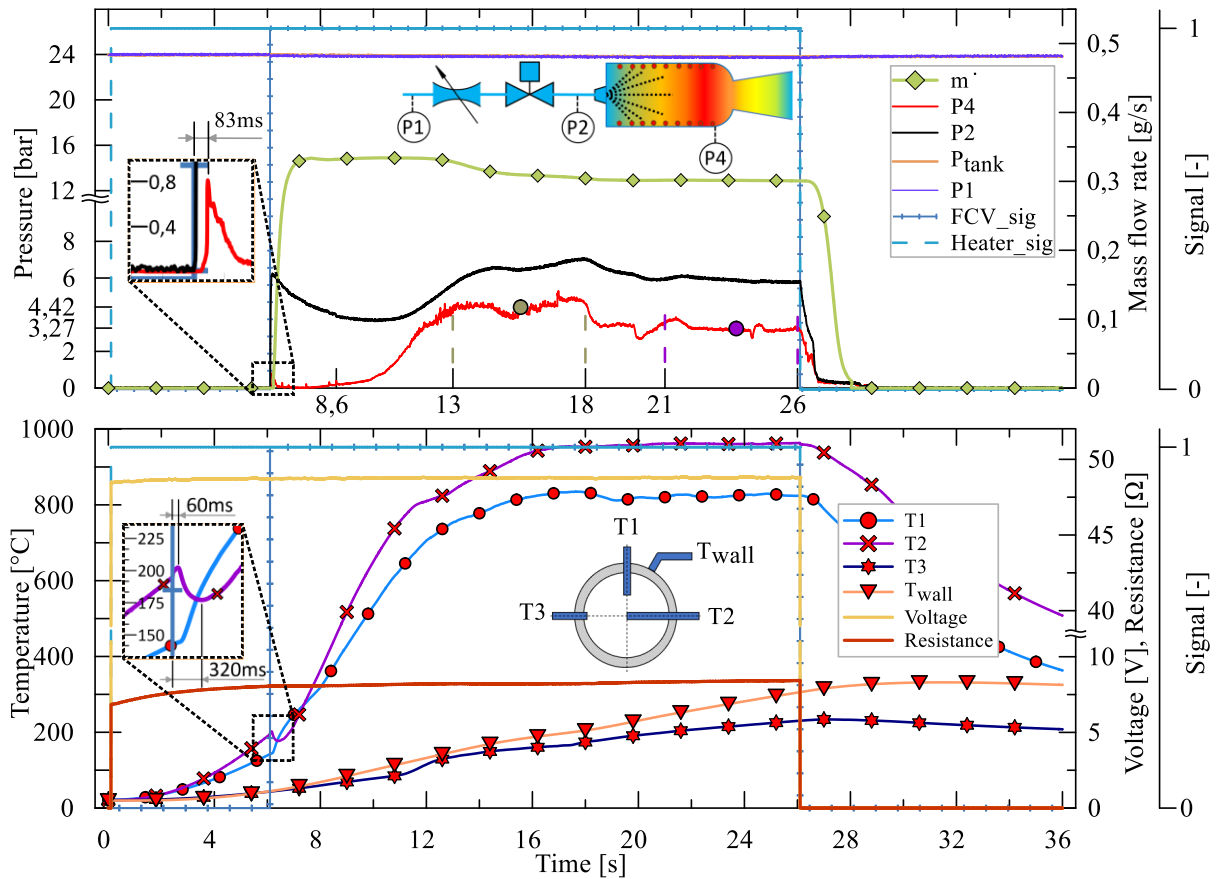 24
20
16
12
8
6
4,42
3,27
2
0
Pressure [bar]
83ms
0,8
0,4
P1
P2
P4
m˙
P4
P2
Ptank
P1
FCV_sig
Heater_sig
0,5
0,4
0,3
0,2
0,1
0
Mass flow rate [g/s]
1
0
Signal [-]
8,6
13
18
21
26
1000
800
600
400
200
0
Temperature [°C]
60ms
225
200
175
150
320ms
T1
Twall
T3
T2
T1
T2
T3
Twall
Voltage
Resistance
50
45
40
10
5
0
Voltage [V], Resistance [Ω]
1
0
Signal [-]
0
4
8
12
16
20
24
28
32
36
Time [s]